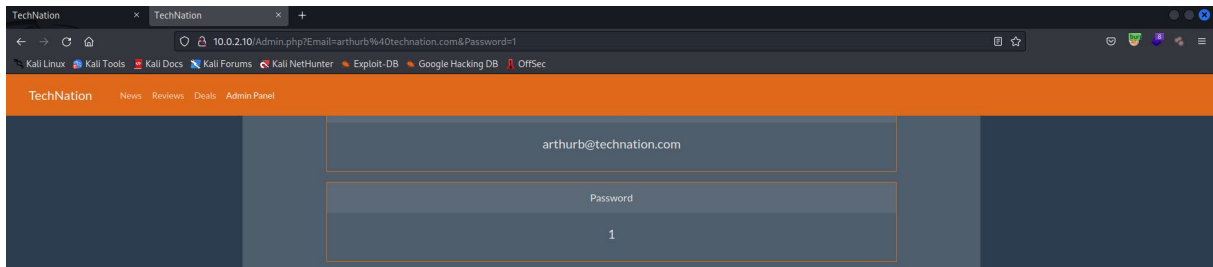 TechNation × TechNation × +
10.0.2.10/Admin.php?Email=arthurb%40technation.com&Password=1
Kali Linux Kali Tools Kali Docs Kali Forums Kali NetHunter Exploit-DB Google Hacking DB OffSec
TechNation News Reviews Deals Admin Panel
arthurb@technation.com
Password
1